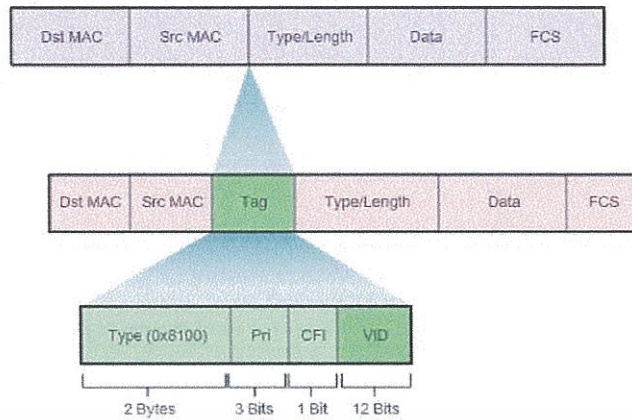 Dst MAC Src MAC Type/Length Data FCS
Dst MAC Src MAC Tag Type/Length Data FCS
Type (0x8100) Pri CFI VID
2 Bytes 3 Bits 1 Bit 12 Bits